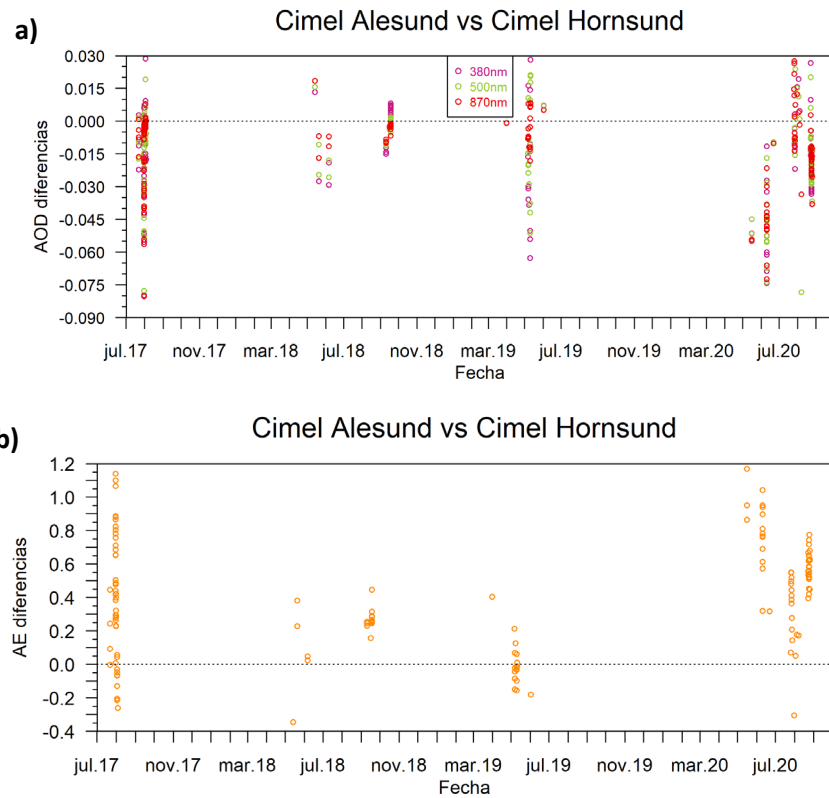 a)
Cimel Alesund vs Cimel Hornsund
0.030
0.015
0.000
-0.015
-0.030
-0.045
-0.060
-0.075
-0.090
AOD diferencias
380nm
500nm
870nm
jul.17 nov.17 mar.18 jul.18 nov.18 mar.19 jul.19 nov.19 mar.20 jul.20
Fecha
b)
Cimel Alesund vs Cimel Hornsund
1.2
1.0
0.8
0.6
0.4
0.2
0.0
-0.2
-0.4
AE diferencias
jul.17 nov.17 mar.18 jul.18 nov.18 mar.19 jul.19 nov.19 mar.20 jul.20
Fecha